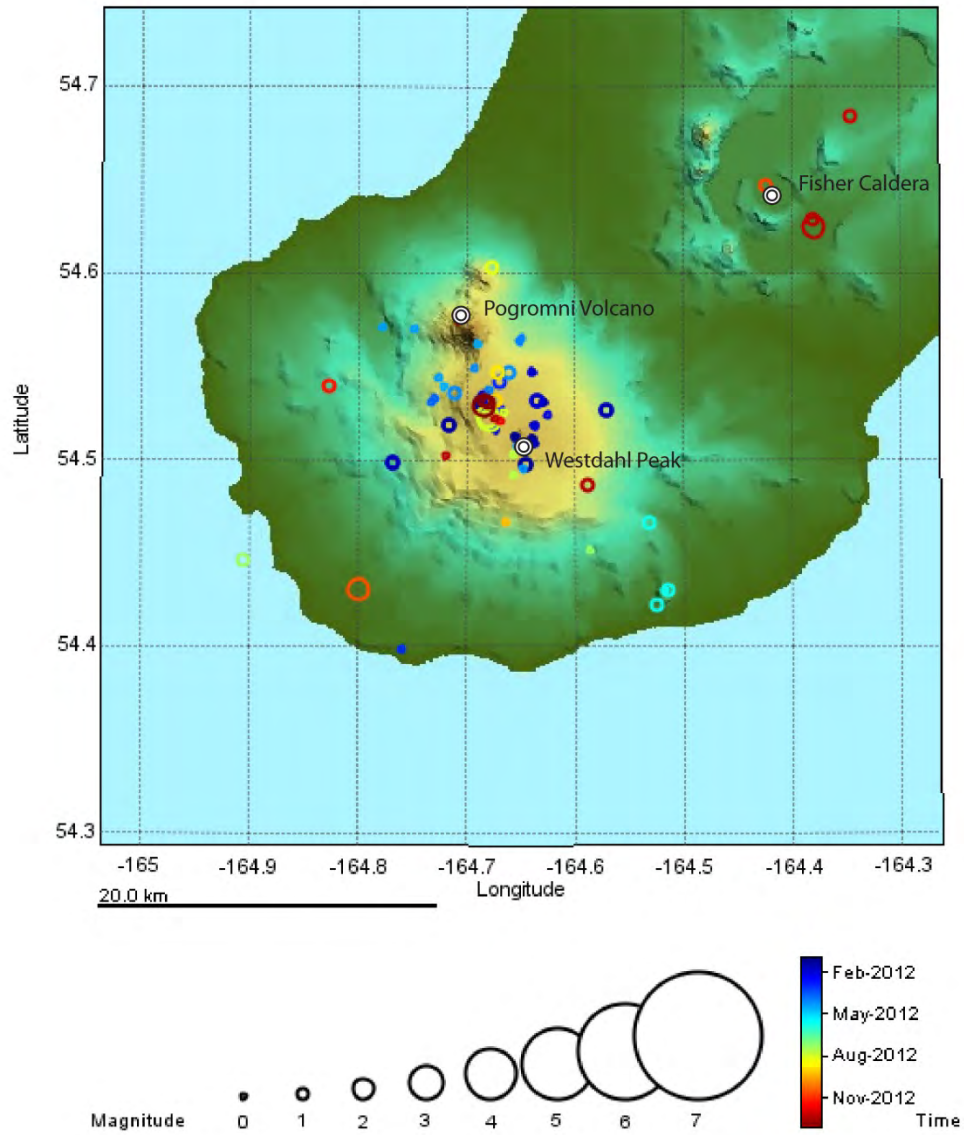 54.7
Fisher Caldera
54.6
Pogromni Volcano
Latitude
54.5
Westdahl Peak
54.4
54.3
-165 -164.9 -164.8 -164.7 -164.6 -164.5 -164.4 -164.3
Longitude
20.0 km
Feb-2012
May-2012
Aug-2012
Nov-2012
Magnitude 0 1 2 3 4 5 6 7 Time